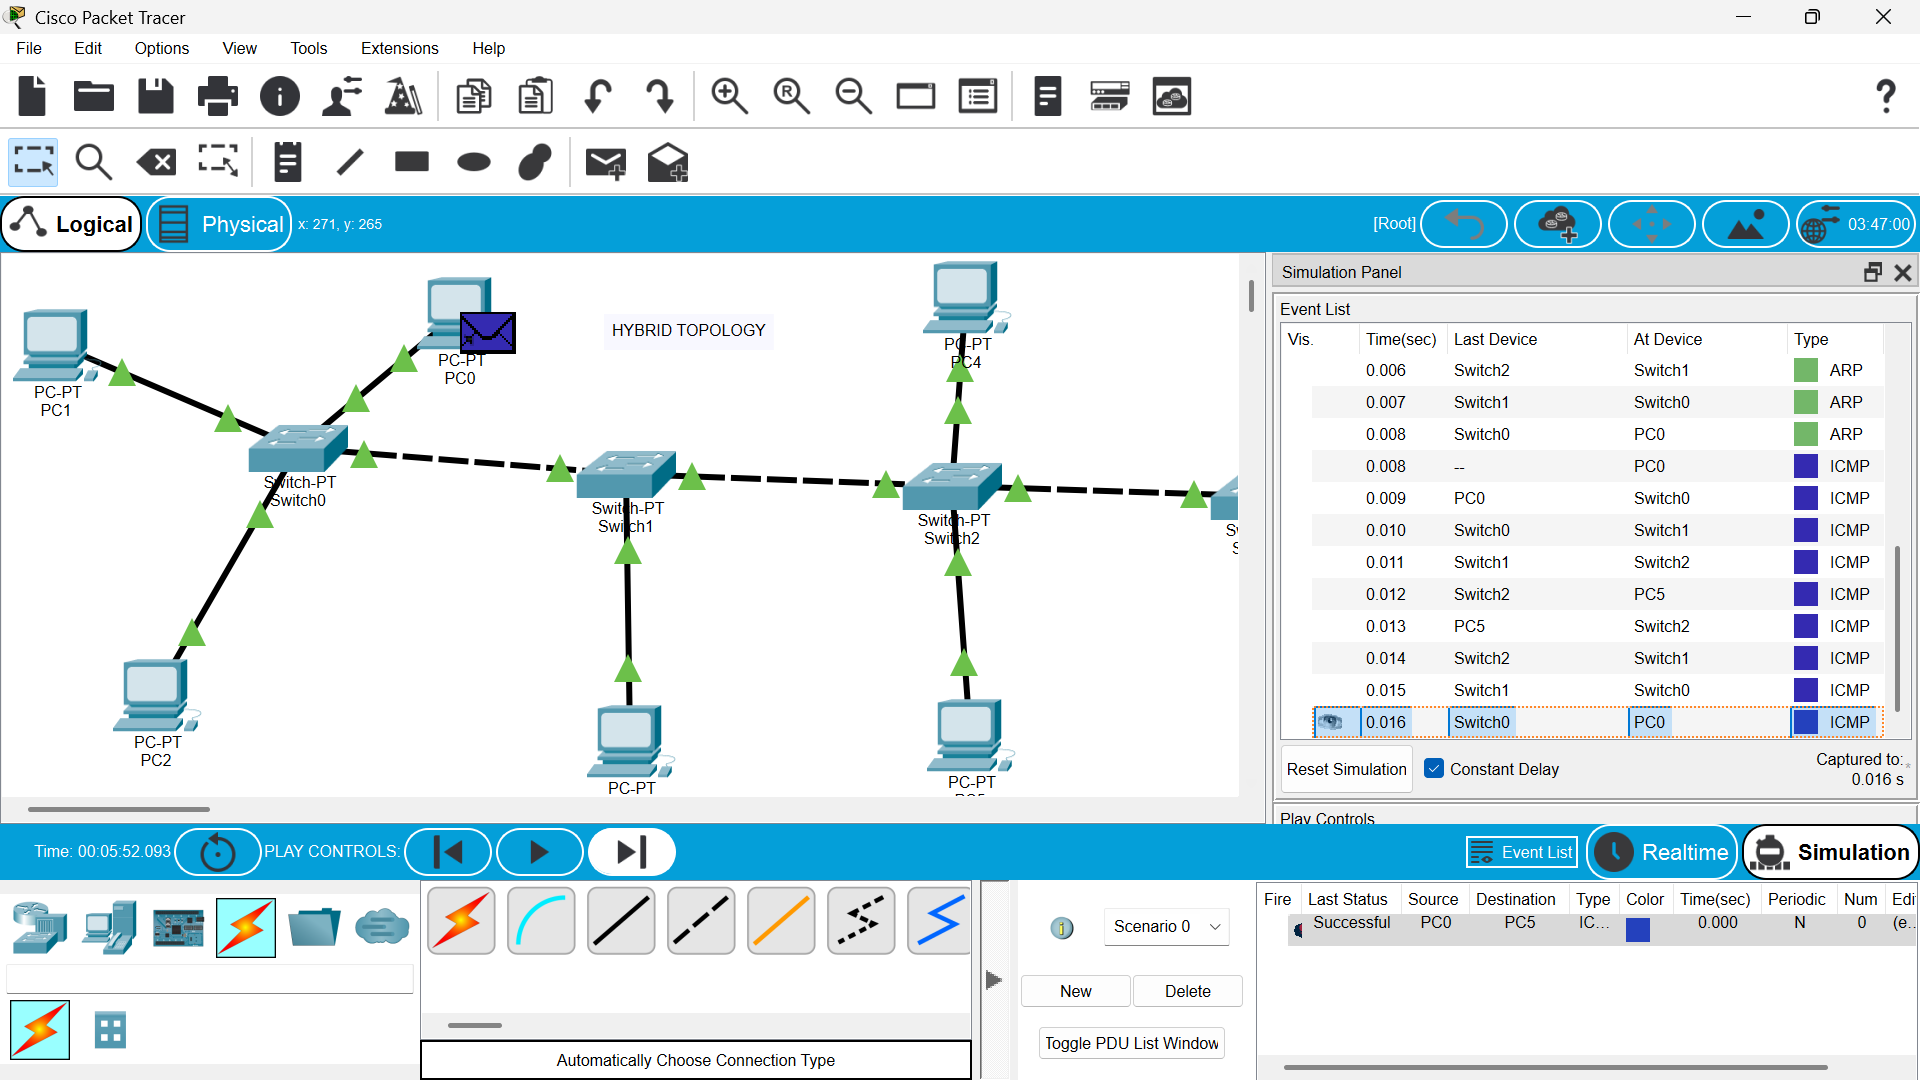 Cisco Packet Tracer
File Edit Options View Tools Extensions Help
Logical Physical x: 271, y: 265 [Root] 03:47:00
HYBRID TOPOLOGY
PC-PT
PC0
PC-PT
PC4
PC-PT
PC1
Switch-PT
Switch0
Switch-PT
Switch1
Switch-PT
Switch2
PC-PT
PC2
PC-PT
PC-PT
Simulation Panel
Event List
Vis. Time(sec) Last Device At Device Type
0.006 Switch2 Switch1 ARP
0.007 Switch1 Switch0 ARP
0.008 Switch0 PC0 ARP
0.008 -- PC0 ICMP
0.009 PC0 Switch0 ICMP
0.010 Switch0 Switch1 ICMP
0.011 Switch1 Switch2 ICMP
0.012 Switch2 PC5 ICMP
0.013 PC5 Switch2 ICMP
0.014 Switch2 Switch1 ICMP
0.015 Switch1 Switch0 ICMP
0.016 Switch0 PC0 ICMP
Reset Simulation Constant Delay Captured to:*
0.016 s
Play Controls
Time: 00:05:52.093 PLAY CONTROLS: Event List Realtime Simulation
Automatically Choose Connection Type
Scenario 0
New Delete
Toggle PDU List Window
Fire Last Status Source Destination Type Color Time(sec) Periodic Num Edi
Successful PC0 PC5 IC... 0.000 N 0 (e...